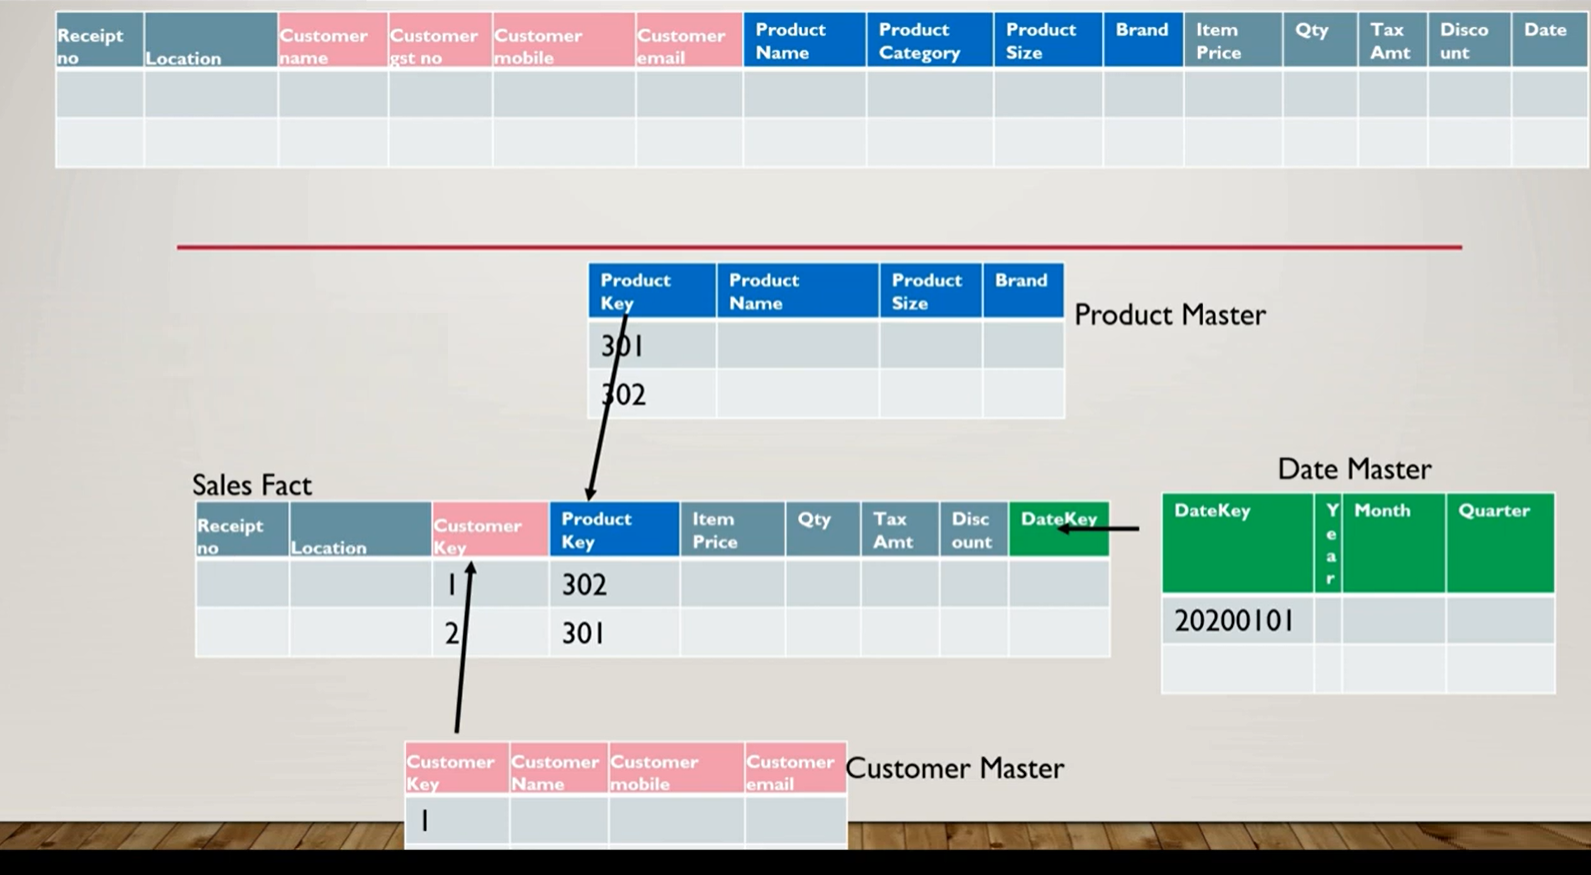 Receipt no
Location
Customer name
Customer gst no
Customer mobile
Customer email
Product Name
Product Category
Product Size
Brand
Item Price
Qty
Tax Amt
Disco unt
Date
Product Key
Product Name
Product Size
Brand
301
302
Product Master
Sales Fact
Receipt no
Location
Customer Key
Product Key
Item Price
Qty
Tax Amt
Disc ount
DateKey
1
302
2
301
Date Master
DateKey
Year
Month
Quarter
20200101
Customer Key
Customer Name
Customer mobile
Customer email
1
Customer Master